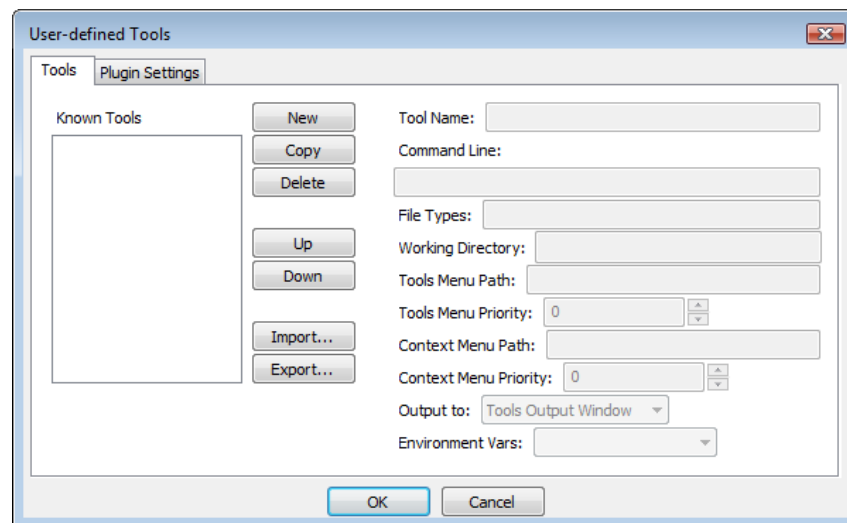 User-defined Tools
Tools
Plugin Settings
Known Tools
New
Copy
Delete
Up
Down
Import...
Export...
Tool Name:
Command Line:
File Types:
Working Directory:
Tools Menu Path:
Tools Menu Priority: 0
Context Menu Path:
Context Menu Priority: 0
Output to: Tools Output Window
Environment Vars:
OK
Cancel